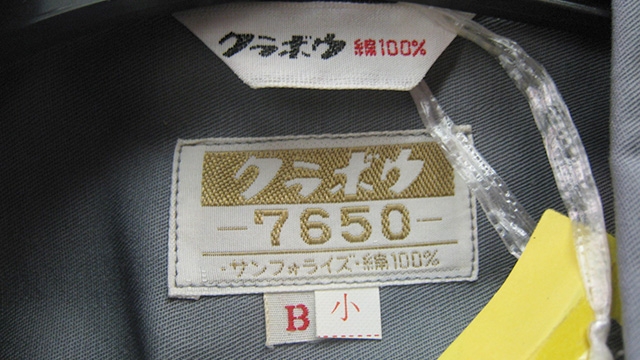 クラボウ 綿100%
クラボウ
-7650-
・サンフォライズ・綿100%
B 小